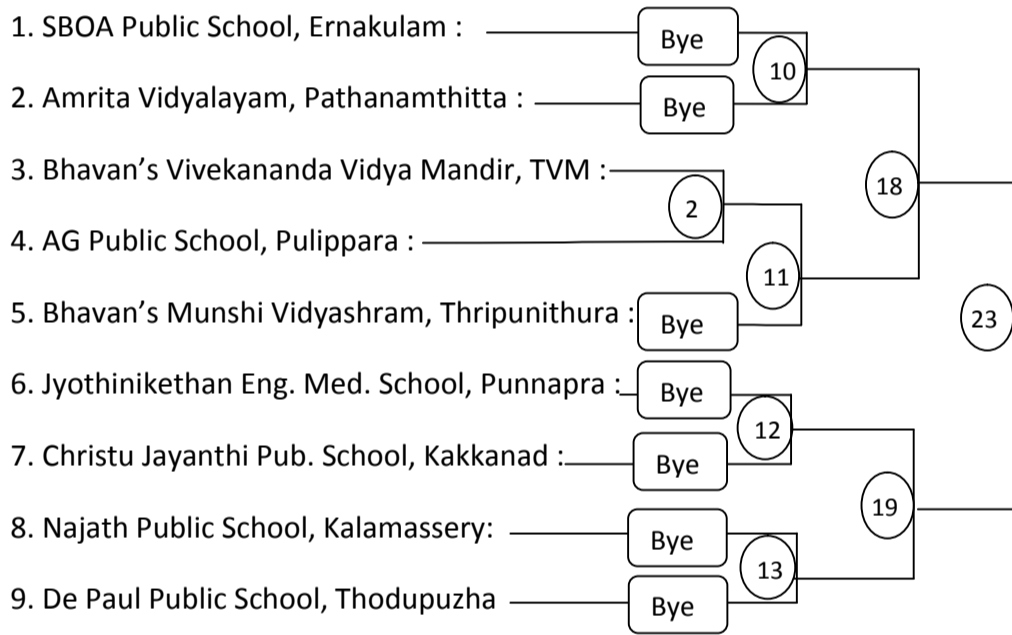 1. SBOA Public School, Ernakulam :
Bye
10
2. Amrita Vidyalayam, Pathanamthitta :
Bye
3. Bhavan’s Vivekananda Vidya Mandir, TVM :
18
2
4. AG Public School, Pulippara :
11
5. Bhavan’s Munshi Vidyashram, Thripunithura :
Bye
23
6. Jyothinikethan Eng. Med. School, Punnapra :
Bye
12
7. Christu Jayanthi Pub. School, Kakkanad :
Bye
19
8. Najath Public School, Kalamassery:
Bye
13
9. De Paul Public School, Thodupuzha
Bye